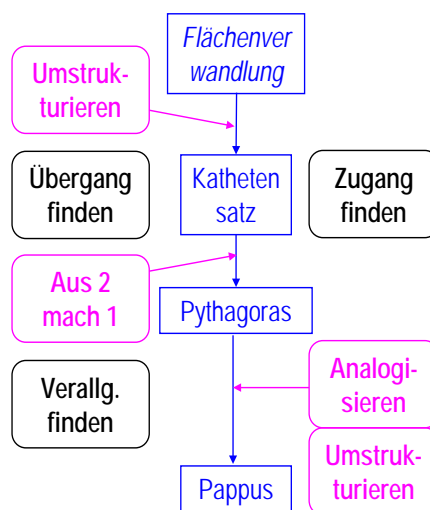 Flächenver
wandlung
Umstruk-
turieren
Übergang
finden
Katheten
satz
Zugang
finden
Aus 2
mach 1
Pythagoras
Verallg.
finden
Analogi-
sieren
Umstruk-
turieren
Pappus